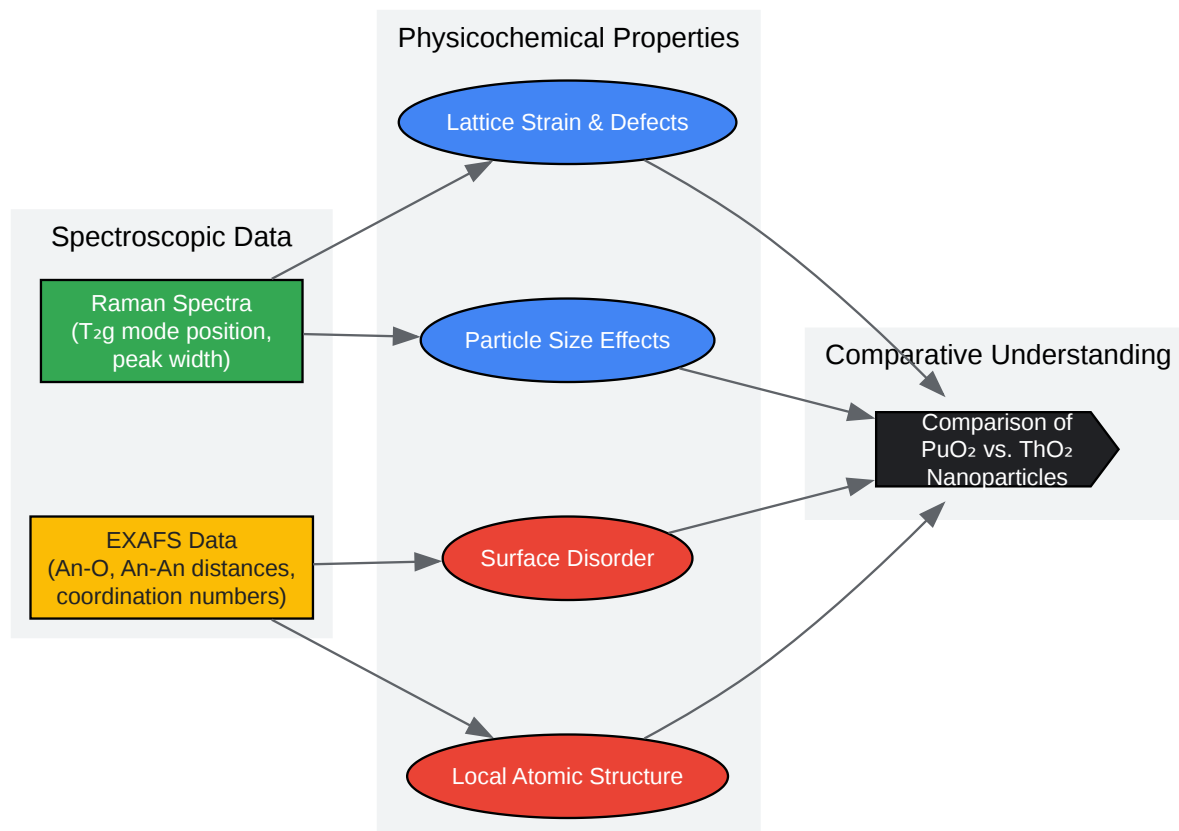 Physicochemical Properties
Lattice Strain & Defects
Spectroscopic Data
Raman Spectra
(T₂g mode position,
peak width)
Particle Size Effects
Comparative Understanding
Comparison of
PuO₂ vs. ThO₂
Nanoparticles
EXAFS Data
(An-O, An-An distances,
coordination numbers)
Surface Disorder
Local Atomic Structure